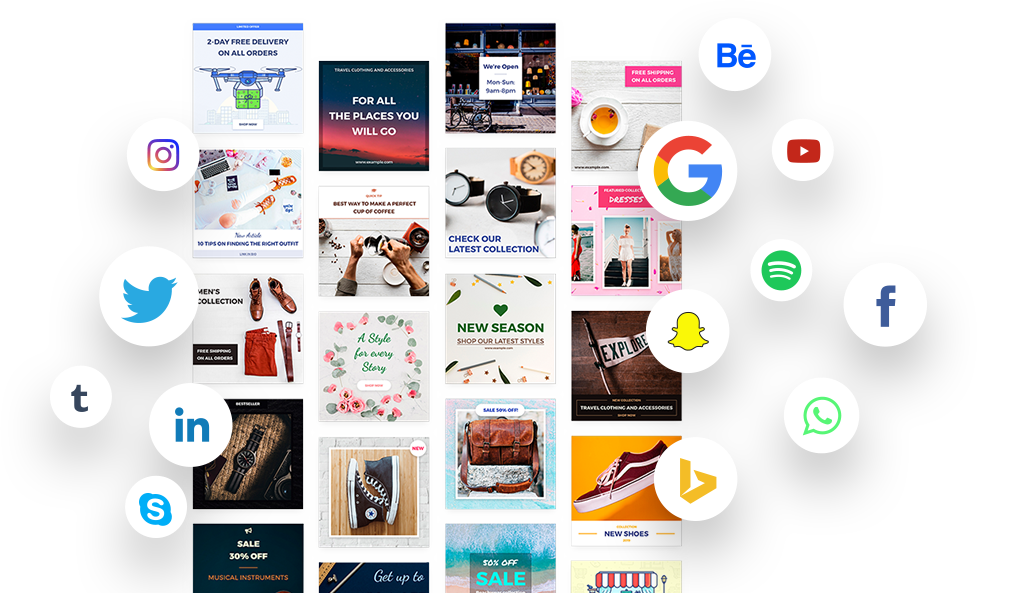 LIMITED OFFER
2-DAY FREE DELIVERY
ON ALL ORDERS
SHOP NOW
New Article
10 TIPS ON FINDING THE RIGHT OUTFIT
LINK IN BIO
MEN'S
COLLECTION
FREE SHIPPING
ON ALL ORDERS
BESTSELLER
SALE
30% OFF
MUSICAL INSTRUMENTS
TRAVEL CLOTHING AND ACCESSORIES
FOR ALL
THE PLACES YOU
WILL GO
www.example.com
BEST WAY TO MAKE A PERFECT
CUP OF COFFEE
A Style
for every
Story
SHOP NOW
NEW
Get up to
We're Open
Mon-Sun:
9am-8pm
CHECK OUR
LATEST COLLECTION
NEW SEASON
SHOP OUR LATEST STYLES
www.example.com
SALE 50% OFF!
50% OFF
SALE
FREE SHIPPING
ON ALL ORDERS
www.example.com
FEATURED COLLEC
DRESSES
EXPLORE
NEW COLLECTION
TRAVEL CLOTHING AND ACCESSORIES
SHOP NOW
COLLECTION
NEW SHOES
Bē
G
t
in
S
f